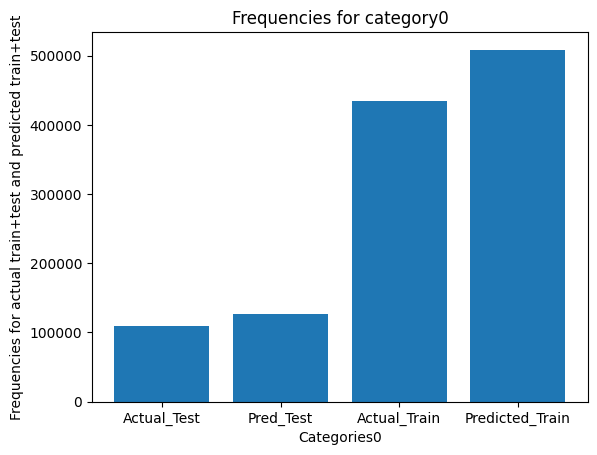 Frequencies for category0
Frequencies for actual train+test and predicted train+test
500000
400000
300000
200000
100000
0
Actual_Test
Pred_Test
Actual_Train
Predicted_Train
Categories0